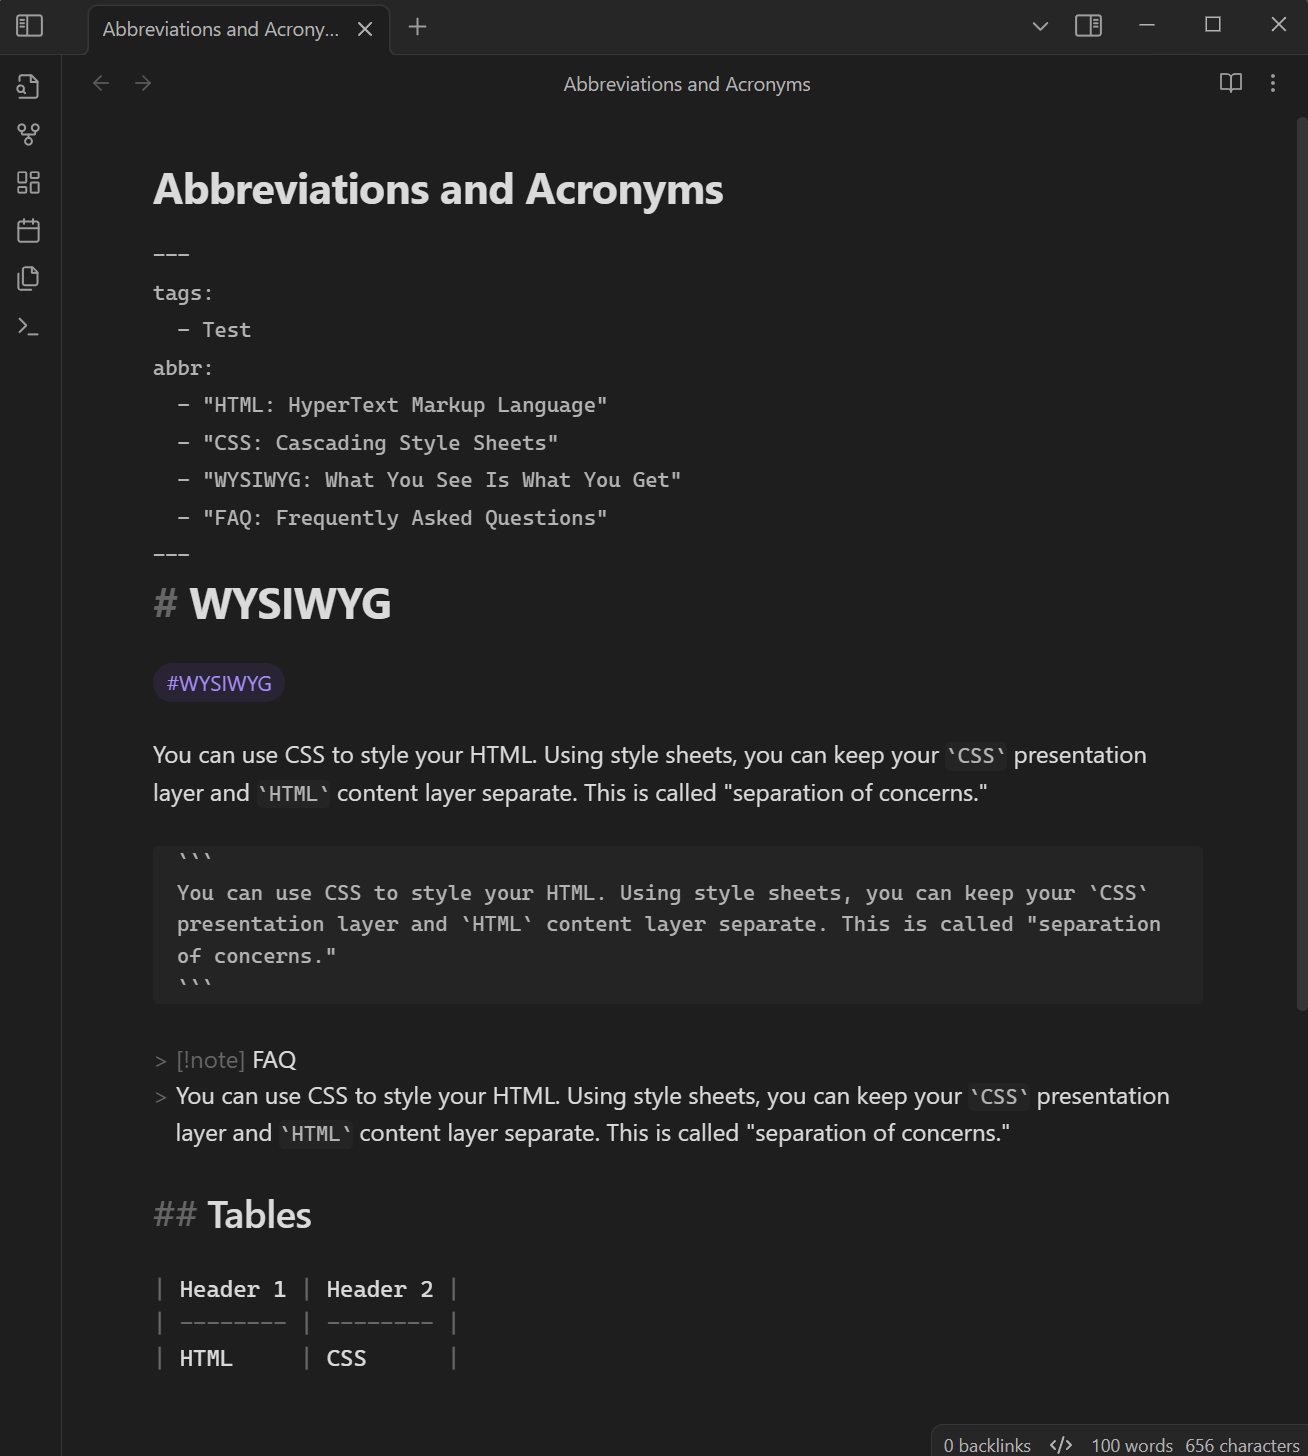 Abbreviations and Acrony...
Abbreviations and Acronyms
Abbreviations and Acronyms
---
tags:
  - Test
abbr:
  - "HTML: HyperText Markup Language"
  - "CSS: Cascading Style Sheets"
  - "WYSIWYG: What You See Is What You Get"
  - "FAQ: Frequently Asked Questions"
---
# WYSIWYG
#WYSIWYG
You can use CSS to style your HTML. Using style sheets, you can keep your `CSS` presentation
layer and `HTML` content layer separate. This is called "separation of concerns."
```
You can use CSS to style your HTML. Using style sheets, you can keep your `CSS`
presentation layer and `HTML` content layer separate. This is called "separation
of concerns."
```
> [!note] FAQ
> You can use CSS to style your HTML. Using style sheets, you can keep your `CSS` presentation
layer and `HTML` content layer separate. This is called "separation of concerns."
## Tables
| Header 1 | Header 2 |
| -------- | -------- |
| HTML     | CSS      |
0 backlinks </> 100 words 656 characters